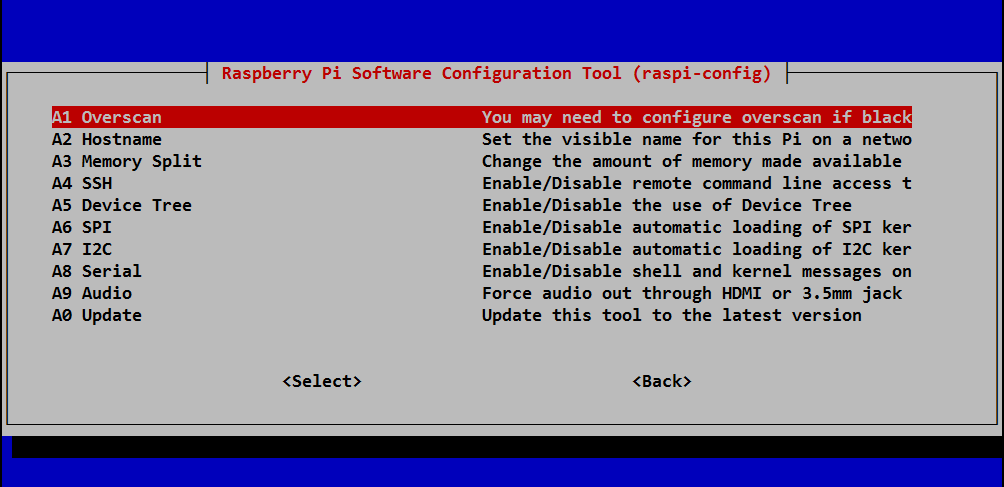 Raspberry Pi Software Configuration Tool (raspi-config)
A1 Overscan You may need to configure overscan if black
A2 Hostname Set the visible name for this Pi on a netwo
A3 Memory Split Change the amount of memory made available
A4 SSH Enable/Disable remote command line access t
A5 Device Tree Enable/Disable the use of Device Tree
A6 SPI Enable/Disable automatic loading of SPI ker
A7 I2C Enable/Disable automatic loading of I2C ker
A8 Serial Enable/Disable shell and kernel messages on
A9 Audio Force audio out through HDMI or 3.5mm jack
A0 Update Update this tool to the latest version
<Select> <Back>